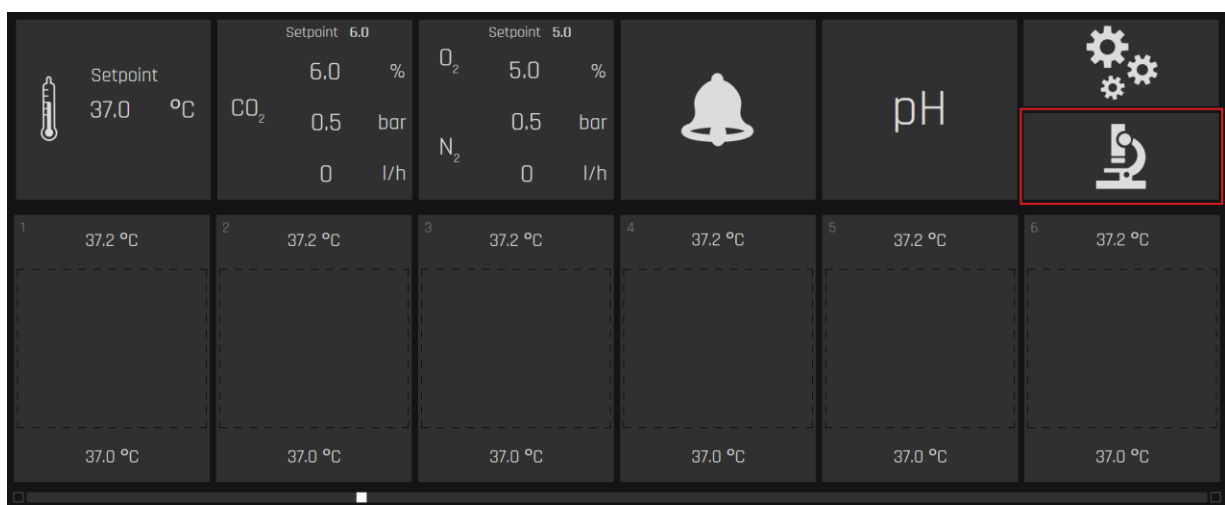 Setpoint
37.0 °C
Setpoint 6.0
6.0 %
CO₂
0.5 bar
0 l/h
Setpoint 5.0
O₂ 5.0 %
0.5 bar
N₂
0 l/h
pH
1 37.2 °C
37.0 °C
2 37.2 °C
37.0 °C
3 37.2 °C
37.0 °C
4 37.2 °C
37.0 °C
5 37.2 °C
37.0 °C
6 37.2 °C
37.0 °C